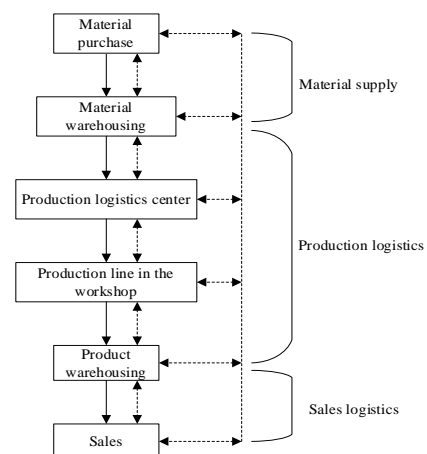 Material
purchase
Material supply
Material
warehousing
Production logistics center
Production logistics
Production line in the
workshop
Product
warehousing
Sales logistics
Sales